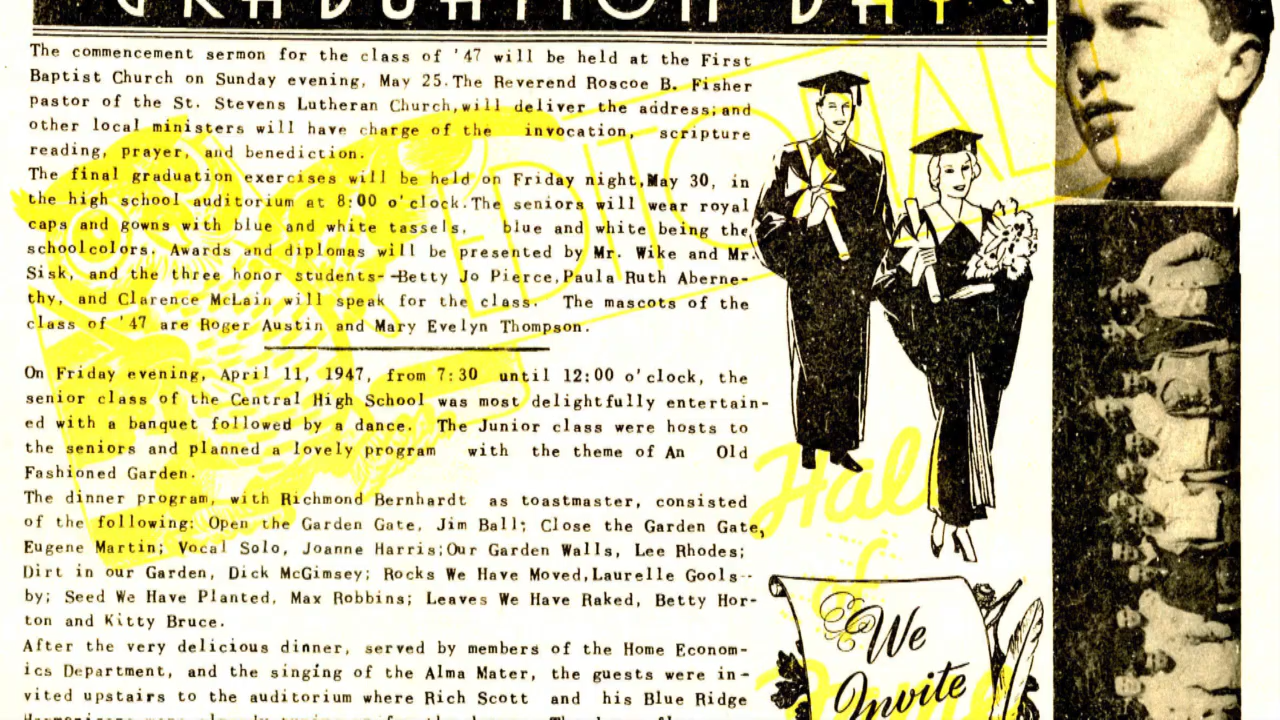 GRADUATION DAY
The commencement sermon for the class of '47 will be held at the First
Baptist Church on Sunday evening, May 25.The Reverend Roscoe B. Fisher
pastor of the St. Stevens Lutheran Church,will deliver the address;and
other local ministers will have charge of the invocation, scripture
reading, prayer, and benediction.
The final graduation exercises will be held on Friday night,May 30, in
the high school auditorium at 8:00 o'clock.The seniors will wear royal
caps and gowns with blue and white tassels, blue and white being the
schoolcolors. Awards and diplomas will be presented by Mr. Wike and Mr.
Sisk, and the three honor students--Betty Jo Pierce,Paula Ruth Aberne-
thy, and Clarence McLain will speak for the class. The mascots of the
class of '47 are Roger Austin and Mary Evelyn Thompson.
On Friday evening, April 11, 1947, from 7:30 until 12:00 o'clock, the
senior class of the Central High School was most delightfully entertain-
ed with a banquet followed by a dance. The Junior class were hosts to
the seniors and planned a lovely program with the theme of An Old
Fashioned Garden.
The dinner program, with Richmond Bernhardt as toastmaster, consisted
of the following: Open the Garden Gate, Jim Ball; Close the Garden Gate,
Eugene Martin; Vocal Solo, Joanne Harris;Our Garden Walls, Lee Rhodes;
Dirt in our Garden, Dick McGimsey; Rocks We Have Moved,Laurelle Gools--
by; Seed We Have Planted, Max Robbins; Leaves We Have Raked, Betty Hor-
ton and Kitty Bruce.
After the very delicious dinner, served by members of the Home Econom-
ics Department, and the singing of the Alma Mater, the guests were in-
vited upstairs to the auditorium where Rich Scott and his Blue Ridge
EDITORIALS
Hall
of
We
Invite